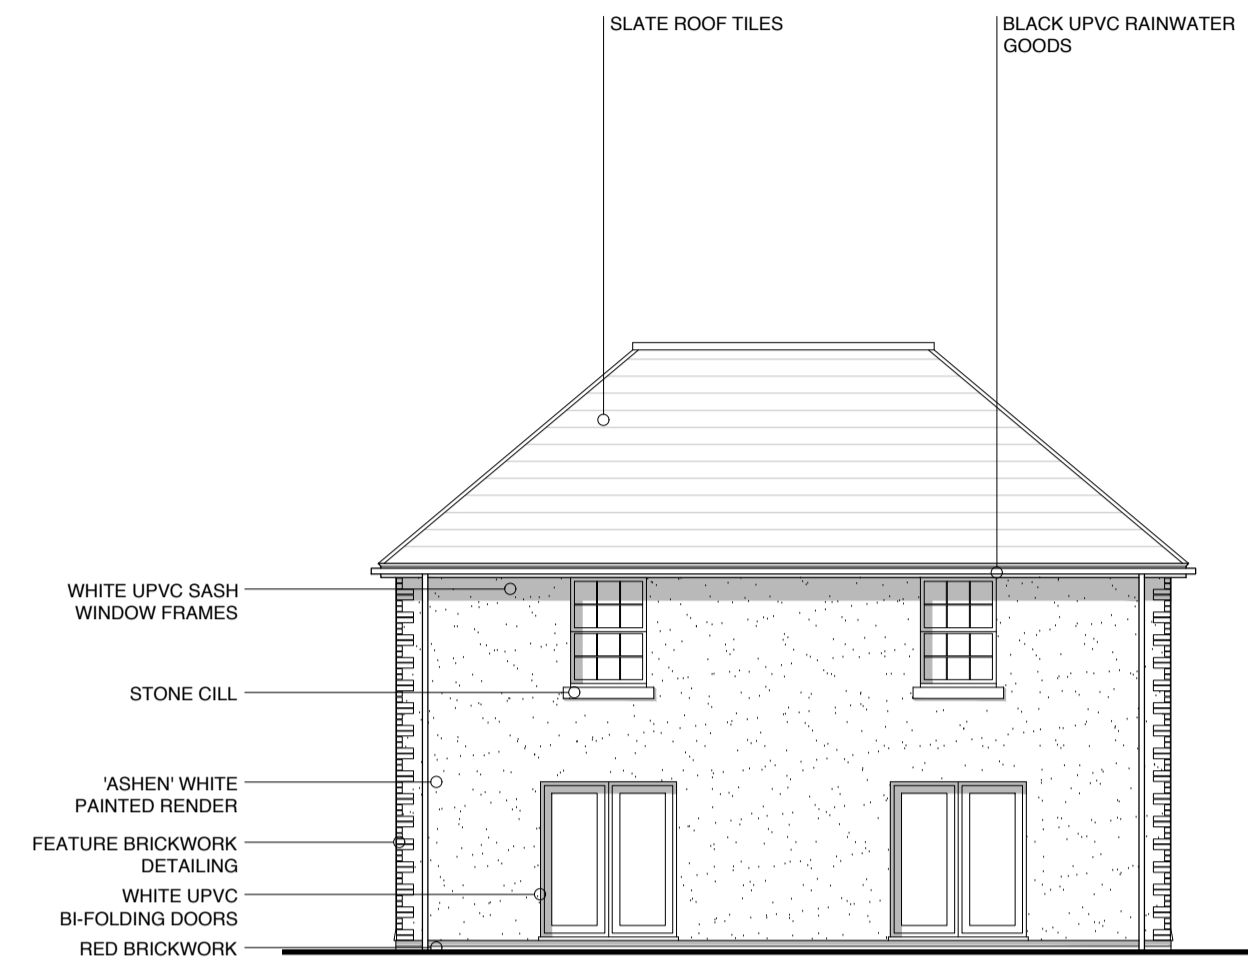 SLATE ROOF TILES
BLACK UPVC RAINWATER
GOODS
WHITE UPVC SASH
WINDOW FRAMES
STONE CILL
'ASHEN' WHITE
PAINTED RENDER
FEATURE BRICKWORK
DETAILING
WHITE UPVC
BI-FOLDING DOORS
RED BRICKWORK